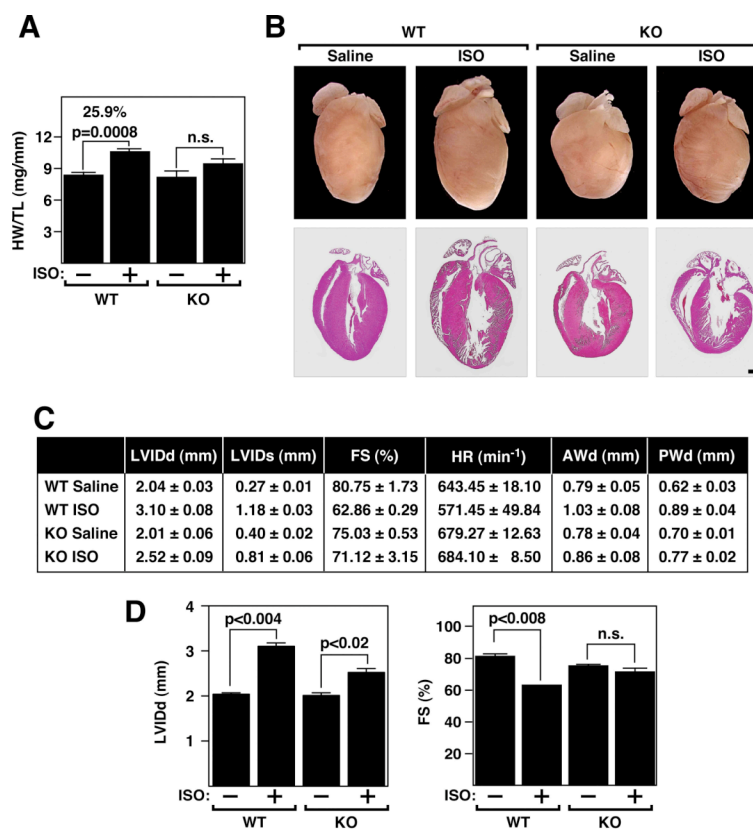 A
25.9%
p=0.0008
n.s.
HW/TL (mg/mm)
12
9
6
3
ISO: − + − +
WT KO
B
WT KO
Saline ISO Saline ISO
C
LVIDd (mm) LVIDs (mm) FS (%) HR (min-1) AWd (mm) PWd (mm)
WT Saline 2.04 ± 0.03 0.27 ± 0.01 80.75 ± 1.73 643.45 ± 18.10 0.79 ± 0.05 0.62 ± 0.03
WT ISO 3.10 ± 0.08 1.18 ± 0.03 62.86 ± 0.29 571.45 ± 49.84 1.03 ± 0.08 0.89 ± 0.04
KO Saline 2.01 ± 0.06 0.40 ± 0.02 75.03 ± 0.53 679.27 ± 12.63 0.78 ± 0.04 0.70 ± 0.01
KO ISO 2.52 ± 0.09 0.81 ± 0.06 71.12 ± 3.15 684.10 ± 8.50 0.86 ± 0.08 0.77 ± 0.02
D
LVIDd (mm)
4
3
2
1
p<0.004
p<0.02
ISO: − + − +
WT KO
FS (%)
100
80
60
40
20
p<0.008
n.s.
ISO: − + − +
WT KO